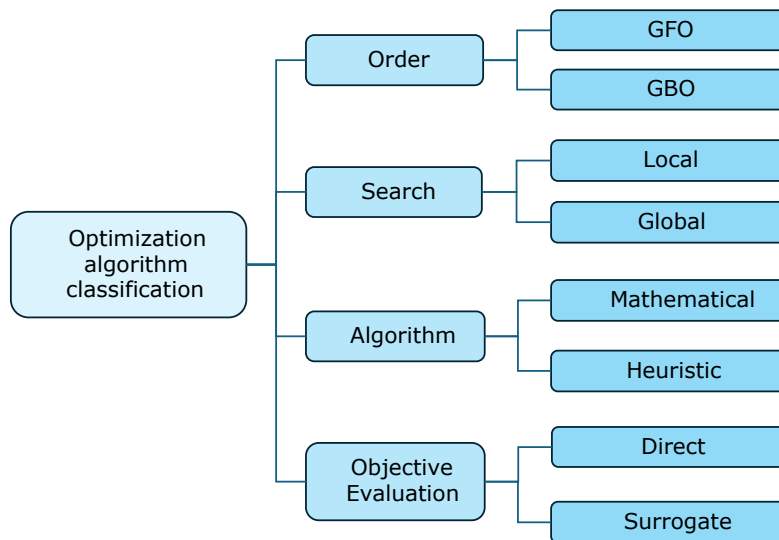 Optimization
algorithm
classification
Order
GFO
GBO
Search
Local
Global
Algorithm
Mathematical
Heuristic
Objective
Evaluation
Direct
Surrogate